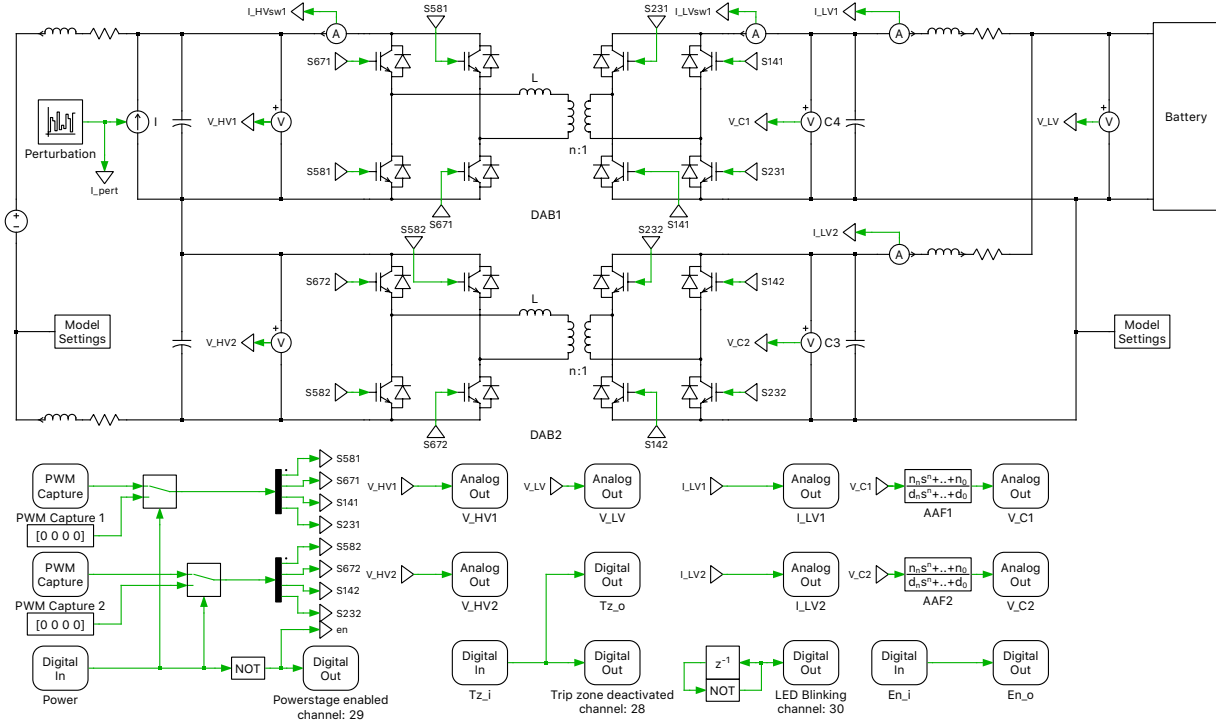 I_HVsw1
S581
S231
I_LVsw1
I_LV1
A
A
A
S671
S141
L
Perturbation
I
V_HV1
V
V_C1
V
C4
V_LV
V
Battery
I_pert
n:1
S581
S231
DAB1
S671
S141
S582
S232
I_LV2
A
S672
S142
L
Model
Settings
V_HV2
V
V_C2
V
C3
Model
Settings
n:1
S582
S232
DAB2
S672
S142
PWM
Capture
PWM Capture 1
[0 0 0 0]
S581
S671
S141
S231
V_HV1
Analog
Out
V_HV1
V_LV
Analog
Out
V_LV
I_LV1
Analog
Out
I_LV1
V_C1
nₙsⁿ+..+n₀
dₙsⁿ+..+d₀
AAF1
Analog
Out
V_C1
PWM
Capture
PWM Capture 2
[0 0 0 0]
S582
S672
S142
S232
en
V_HV2
Analog
Out
V_HV2
Digital
Out
Tz_o
I_LV2
Analog
Out
I_LV2
V_C2
nₙsⁿ+..+n₀
dₙsⁿ+..+d₀
AAF2
Analog
Out
V_C2
Digital
In
Power
NOT
Digital
Out
Powerstage enabled
channel: 29
Digital
In
Tz_i
Digital
Out
Trip zone deactivated
channel: 28
z⁻¹
NOT
Digital
Out
LED Blinking
channel: 30
Digital
In
En_i
Digital
Out
En_o